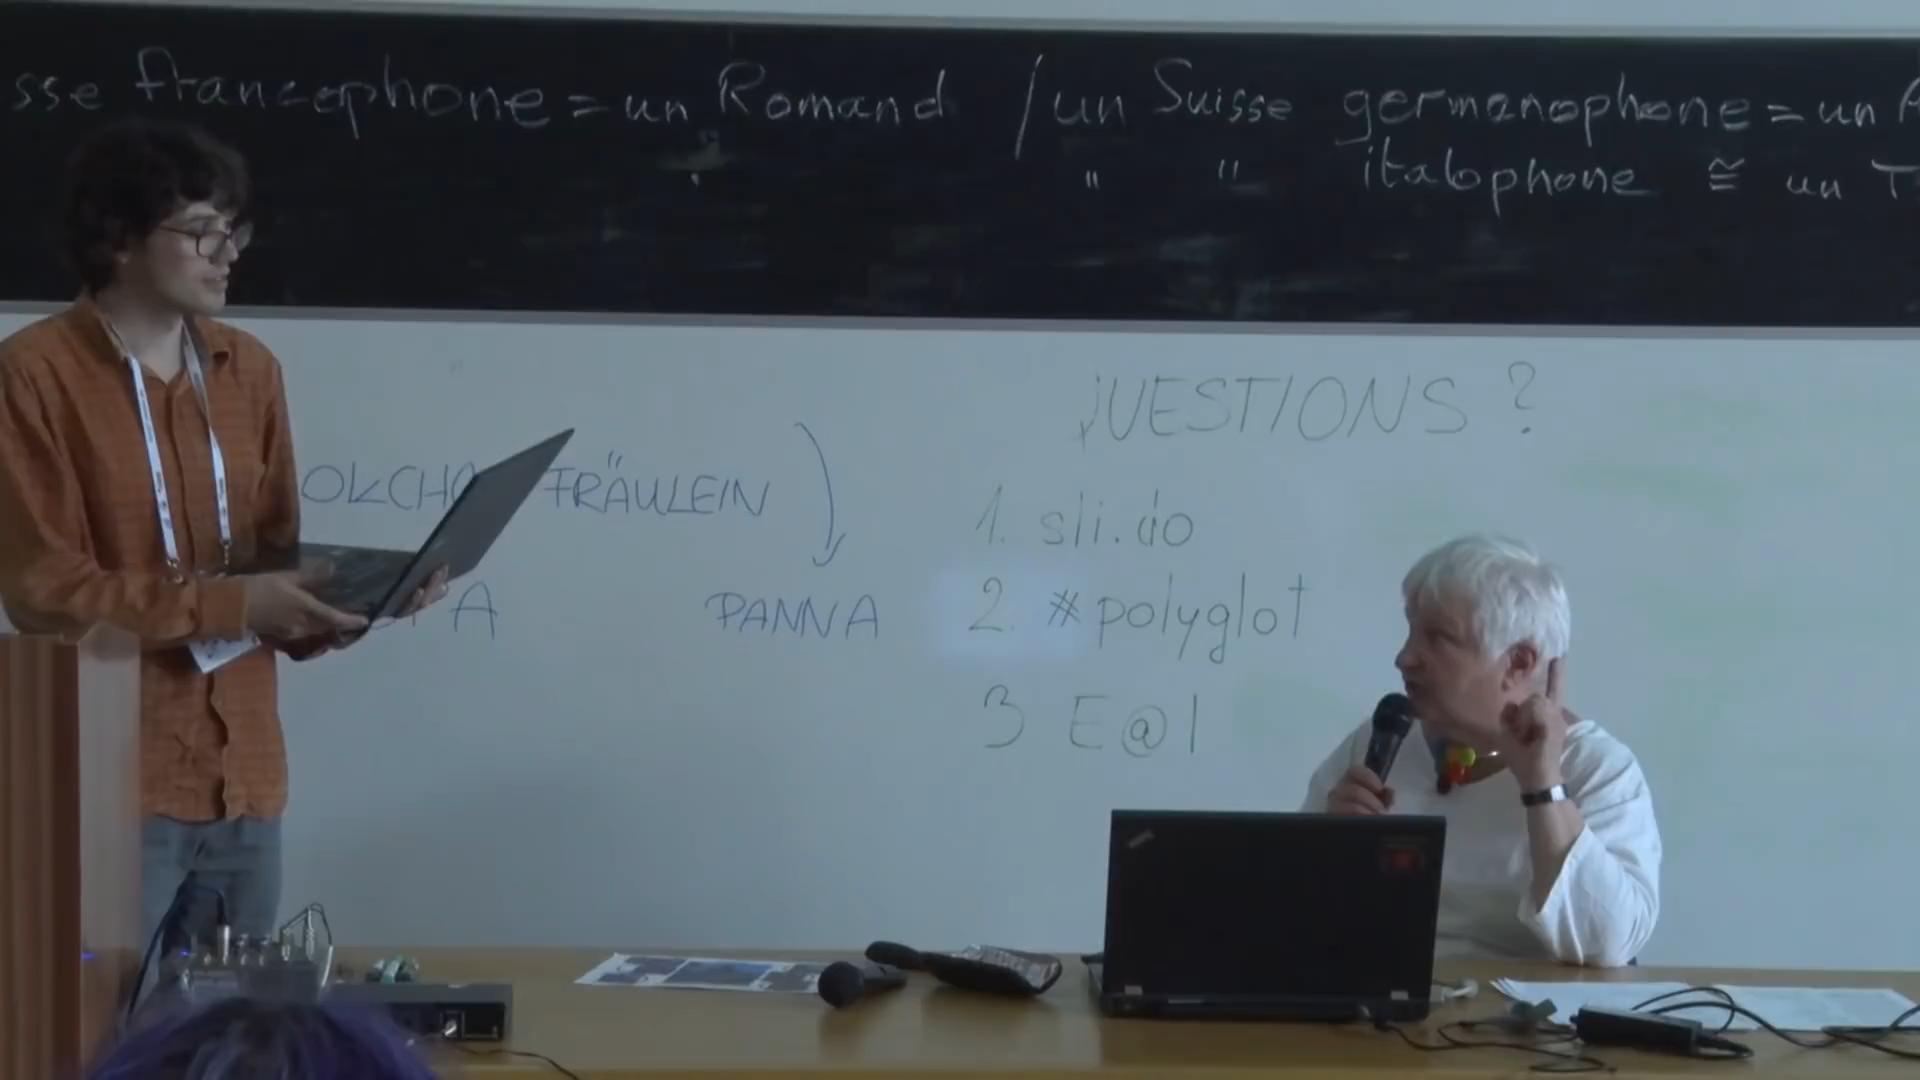 sse francophone = un Romand / un Suisse germanophone = un
" " italophone ≅ un
QUESTIONS ?
FRÄULEIN
1. sli.do
PANNA
2. #polyglot
3 E@I